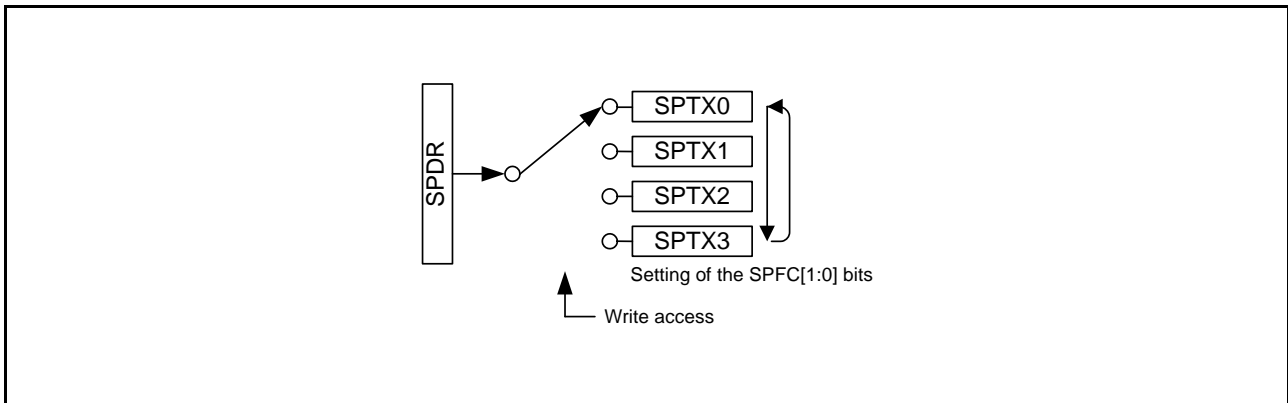 SPDR
SPTX0
SPTX1
SPTX2
SPTX3
Setting of the SPFC[1:0] bits
Write access